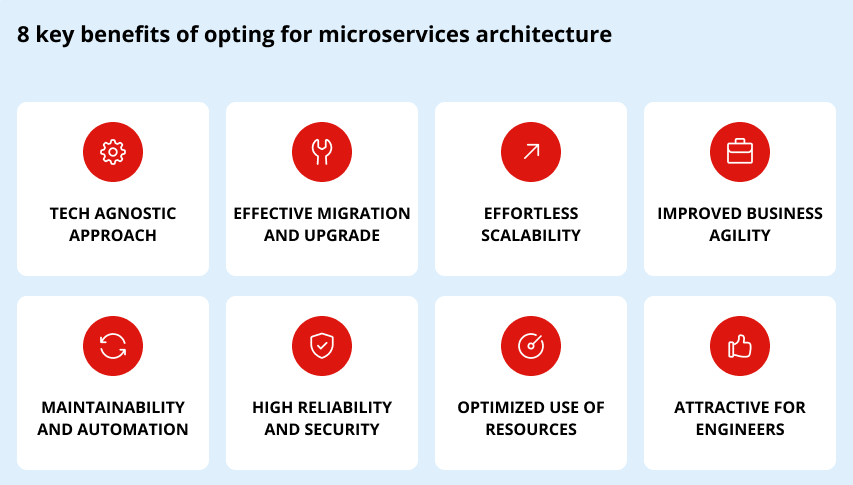 8 key benefits of opting for microservices architecture
TECH AGNOSTIC
APPROACH
EFFECTIVE MIGRATION
AND UPGRADE
EFFORTLESS
SCALABILITY
IMPROVED BUSINESS
AGILITY
MAINTAINABILITY
AND AUTOMATION
HIGH RELIABILITY
AND SECURITY
OPTIMIZED USE OF
RESOURCES
ATTRACTIVE FOR
ENGINEERS